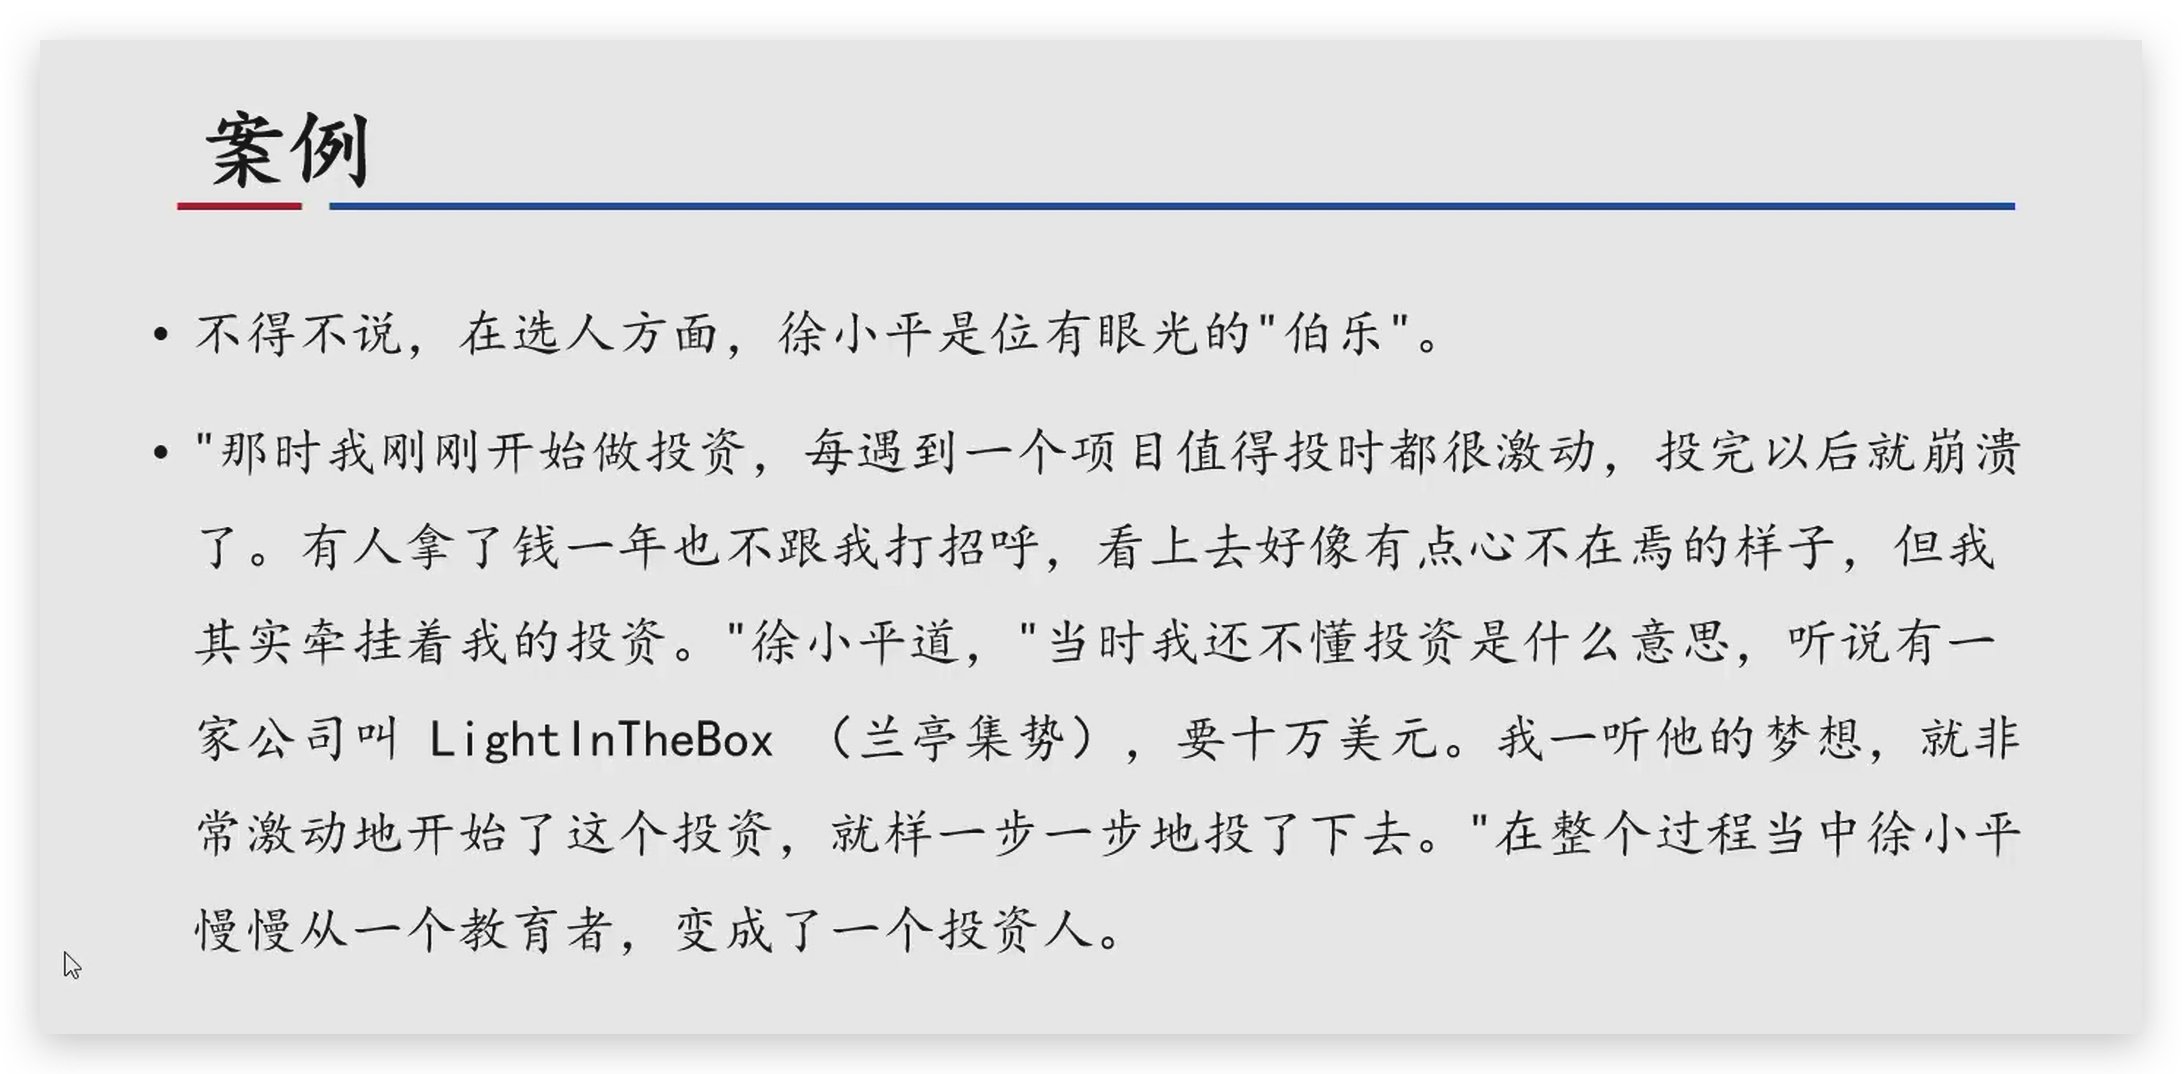 案例
• 不得不说，在选人方面，徐小平是位有眼光的"伯乐"。
• "那时我刚刚开始做投资，每遇到一个项目值得投时都很激动，投完以后就崩溃
了。有人拿了钱一年也不跟我打招呼，看上去好像有点心不在焉的样子，但我
其实牵挂着我的投资。"徐小平道，"当时我还不懂投资是什么意思，听说有一
家公司叫 LightInTheBox （兰亭集势），要十万美元。我一听他的梦想，就非
常激动地开始了这个投资，就样一步一步地投了下去。"在整个过程当中徐小平
慢慢从一个教育者，变成了一个投资人。